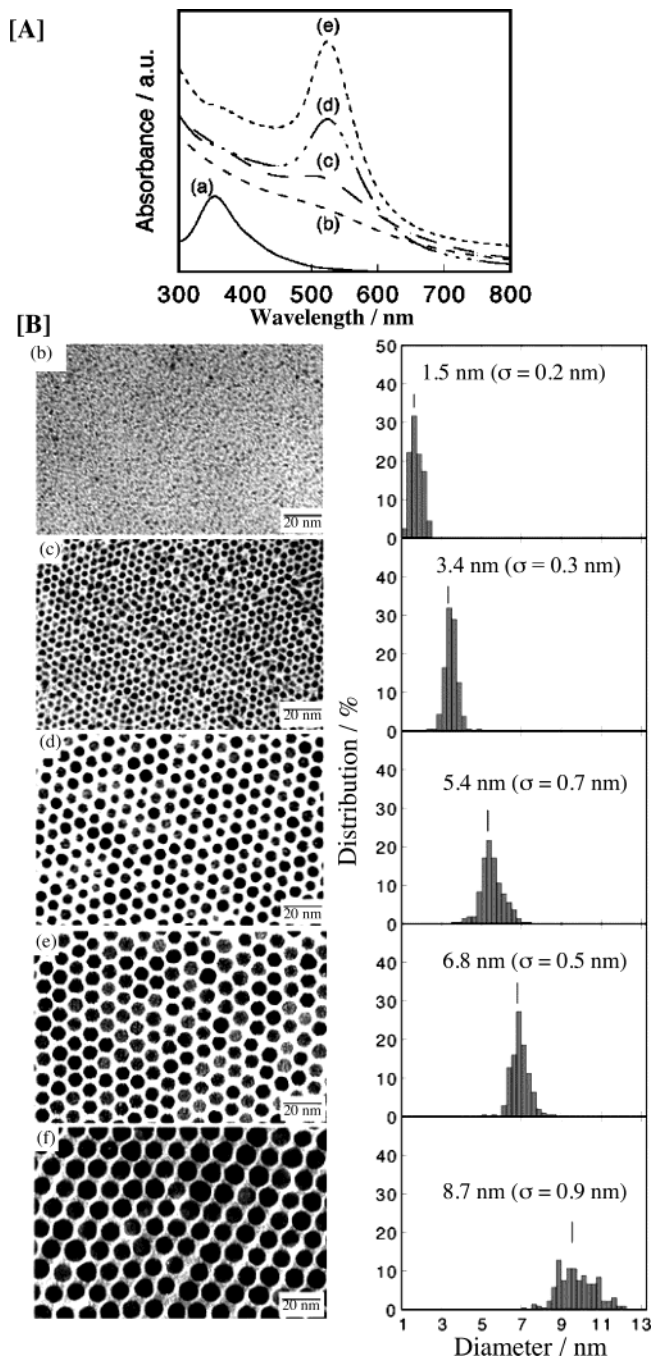 [A]
Absorbance / a.u.
(e)
(d)
(c)
(a)
(b)
300 400 500 600 700 800
Wavelength / nm
[B]
(b)
20 nm
(c)
20 nm
(d)
20 nm
(e)
20 nm
(f)
20 nm
Distribution / %
50
40
30
20
10
0
1.5 nm (σ = 0.2 nm)
40
30
20
10
0
3.4 nm (σ = 0.3 nm)
40
30
20
10
0
5.4 nm (σ = 0.7 nm)
40
30
20
10
0
6.8 nm (σ = 0.5 nm)
40
30
20
10
0
8.7 nm (σ = 0.9 nm)
1 3 5 7 9 11 13
Diameter / nm